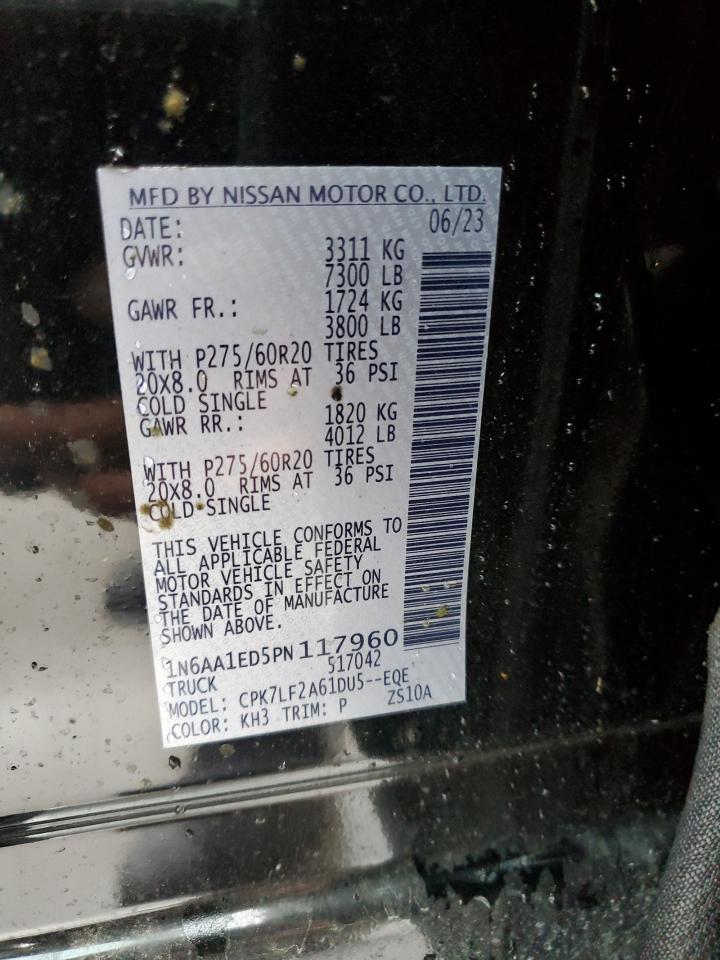 MFD BY NISSAN MOTOR CO., LTD.
DATE: 06/23
GVWR: 3311 KG
7300 LB
GAWR FR.: 1724 KG
3800 LB
WITH P275/60R20 TIRES
20X8.0 RIMS AT 36 PSI
COLD SINGLE
GAWR RR.: 1820 KG
4012 LB
WITH P275/60R20 TIRES
20X8.0 RIMS AT 36 PSI
COLD SINGLE
THIS VEHICLE CONFORMS TO
ALL APPLICABLE FEDERAL
MOTOR VEHICLE SAFETY
STANDARDS IN EFFECT ON
THE DATE OF MANUFACTURE
SHOWN ABOVE.
1N6AA1ED5PN117960
TRUCK 517042
MODEL: CPK7LF2A61DU5--EQE
COLOR: KH3 TRIM: P ZS10A